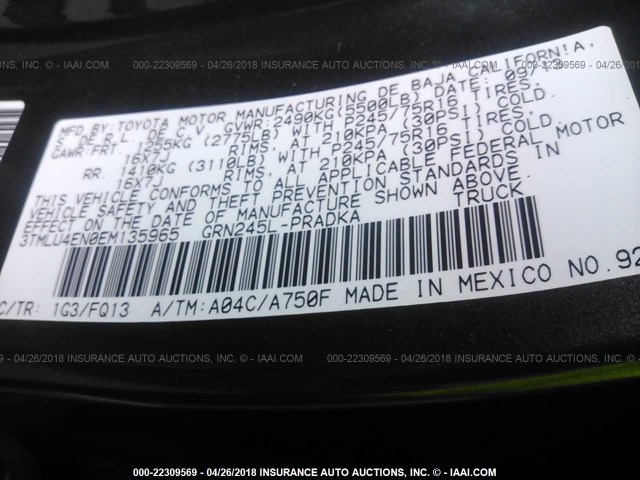 000-22309569 - 04/26/2018 INSURANCE AUTO AUCTIONS, INC. - IAAI.COM
MFD.BY: TOYOTA MOTOR MANUFACTURING DE BAJA CALIFORNIA,
S DE R.L DE C.V. GVWR: 2490KG(5500LB) DATE: 09/13
GAWR:FRT. 1255KG (2775LB) WITH P245/75R16
16X7J RIMS, AT 210KPA (30PSI) COLD.
RR. 1410KG (3110LB) WITH P245/75R16
16X7J RIMS, AT 210KPA (30PSI) COLD.
THIS VEHICLE CONFORMS TO ALL APPLICABLE FEDERAL MOTOR
VEHICLE SAFETY AND THEFT PREVENTION STANDARDS IN
EFFECT ON THE DATE OF MANUFACTURE SHOWN ABOVE.
3TMLU4EN0EM135965 GRN245L-PRADKA TRUCK
C/TR: 1G3/FQ13 A/TM: A04C/A750F MADE IN MEXICO NO.92
000-22309569 - 04/26/2018 INSURANCE AUTO AUCTIONS, INC. - IAAI.COM
000-22309569 - 04/26/2018 INSURANCE AUTO AUCTIONS, INC. - IAAI.COM